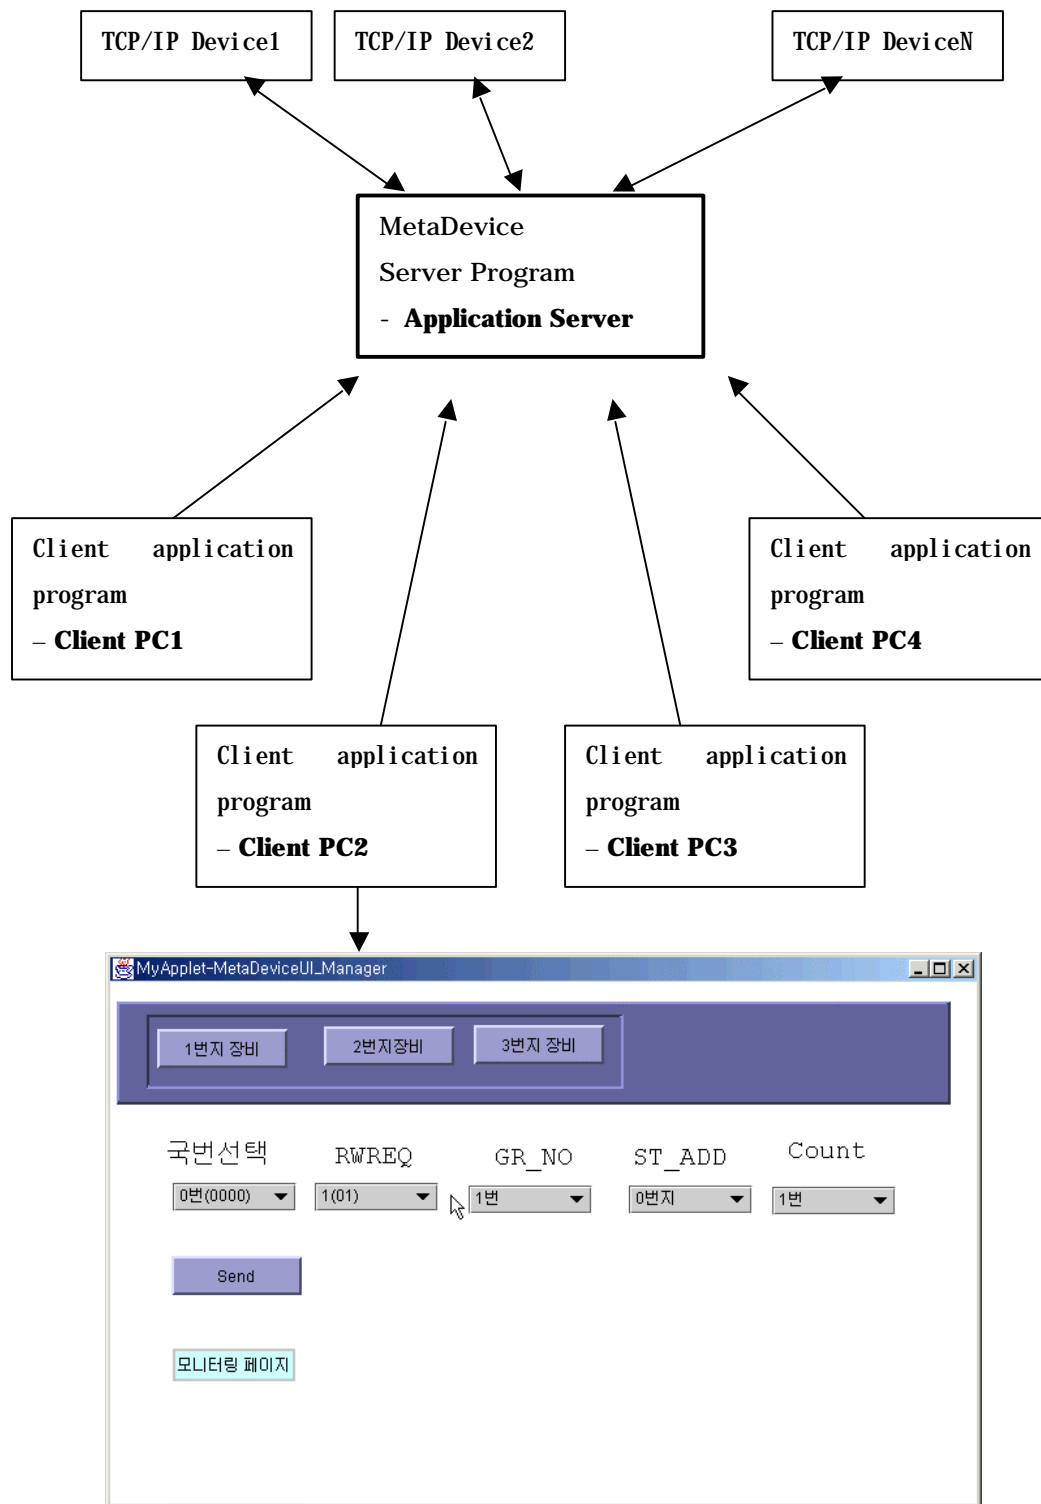 TCP/IP Device1
TCP/IP Device2
TCP/IP DeviceN
MetaDevice
Server Program
- Application Server
Client application
program
– Client PC1
Client application
program
– Client PC4
Client application
program
– Client PC2
Client application
program
– Client PC3
MyApplet-MetaDeviceUI_Manager
1번지 장비
2번지장비
3번지 장비
국번선택
RWREQ
GR_NO
ST_ADD
Count
0번(0000)
1(01)
1번
0번지
1번
Send
모니터링 페이지